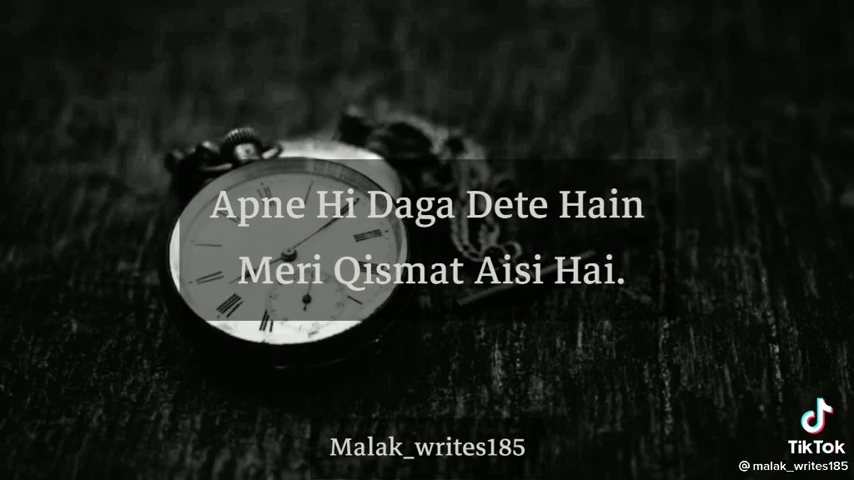 Apne Hi Daga Dete Hain
Meri Qismat Aisi Hai.
Malak_writes185
TikTok
@malak_writes185